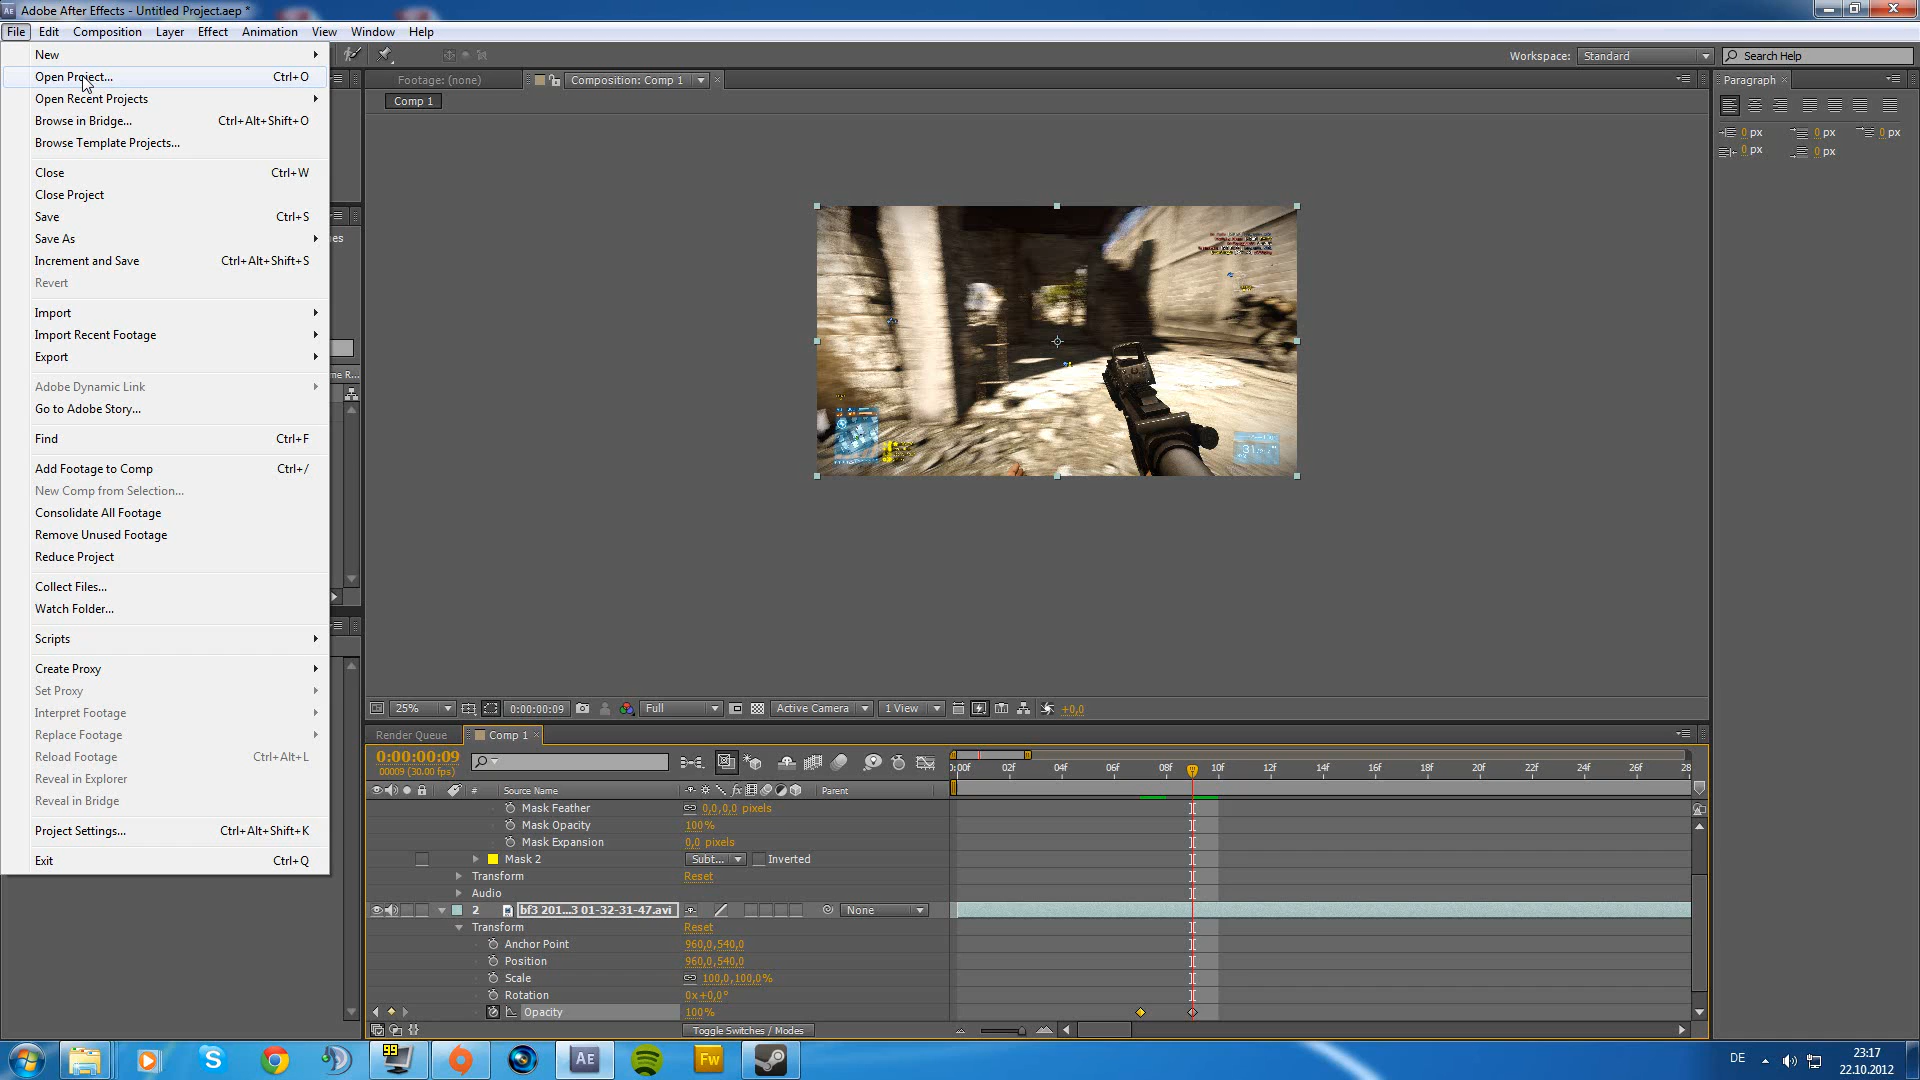 Adobe After Effects - Untitled Project.aep *
File Edit Composition Layer Effect Animation View Window Help
Workspace: Standard Search Help
New
Open Project... Ctrl+O
Open Recent Projects
Browse in Bridge... Ctrl+Alt+Shift+O
Browse Template Projects...
Close Ctrl+W
Close Project
Save Ctrl+S
Save As
Increment and Save Ctrl+Alt+Shift+S
Revert
Import
Import Recent Footage
Export
Adobe Dynamic Link
Go to Adobe Story...
Find Ctrl+F
Add Footage to Comp Ctrl+/
New Comp from Selection...
Consolidate All Footage
Remove Unused Footage
Reduce Project
Collect Files...
Watch Folder...
Scripts
Create Proxy
Set Proxy
Interpret Footage
Replace Footage
Reload Footage Ctrl+Alt+L
Reveal in Explorer
Reveal in Bridge
Project Settings... Ctrl+Alt+Shift+K
Exit Ctrl+Q
Footage: (none) Composition: Comp 1
Comp 1
Paragraph
0 px 0 px 0 px
0 px 0 px
25% 0:00:00:09 Full Active Camera 1 View +0,0
Render Queue Comp 1
0:00:00:09
00009 (30.00 fps)
0:00f 02f 04f 06f 08f 10f 12f 14f 16f 18f 20f 22f 24f 26f 28
# Source Name Parent
Mask Feather 0,0,0,0 pixels
Mask Opacity 100%
Mask Expansion 0,0 pixels
Mask 2 Subt... Inverted
Transform Reset
Audio
2 bf3 201...3 01-32-31-47.avi None
Transform Reset
Anchor Point 960,0,540,0
Position 960,0,540,0
Scale 100,0,100,0%
Rotation 0x+0,0°
Opacity 100%
Toggle Switches / Modes
99 Ae Fw
DE 23:17
22.10.2012